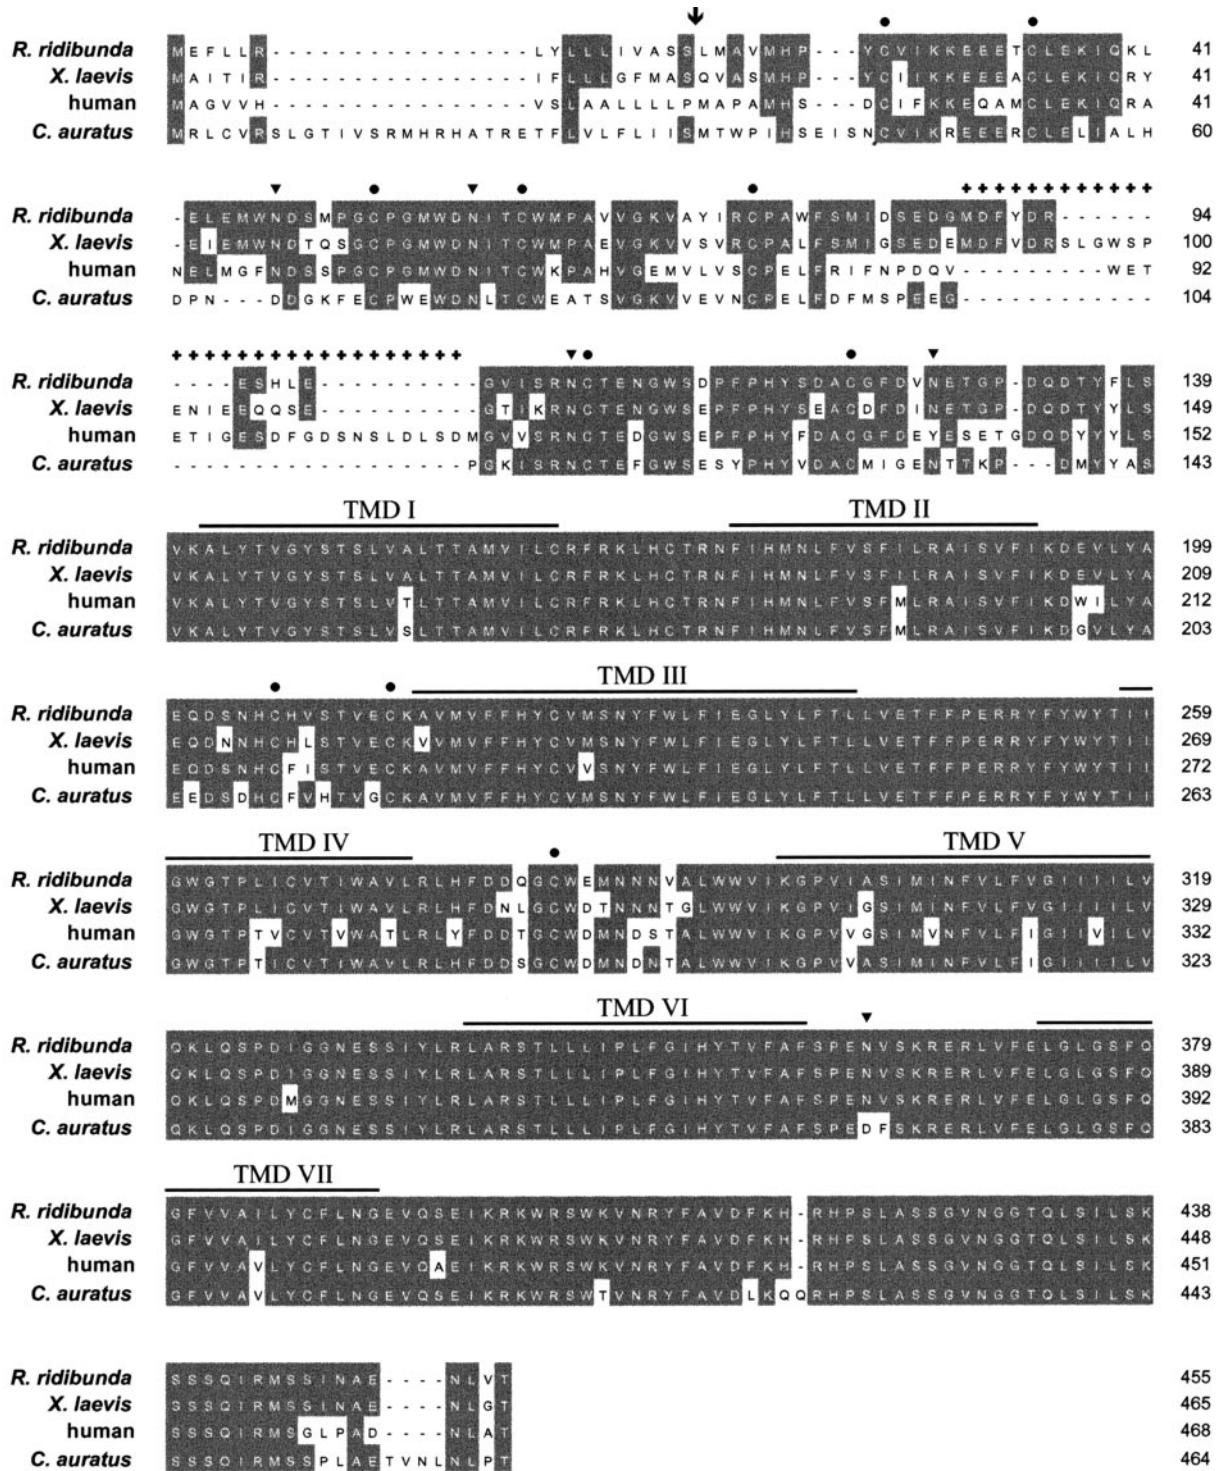 R. ridibunda MEFLLR----------------LYLLLIVASSLMAVMHP---YCVIKKEEETCLEKIQKL 41
X. laevis MAITIR----------------IFLLLGFMASQVASMHP---YCIIKKEEEACLEKIQRY 41
human MAGVVH----------------VSLAALLLLPMAPAMHS---DCIFKKEQAMCLEKIQRA 41
C. auratus MRLCVRSLGTIVSRMHRHATRETFLVLFLIISMTWPIHSEISNCVIKREEERCLELIALH 60
++++++++++++
R. ridibunda -ELEMWNDSMPGCPGMWDNITCWMPAVVGKVAYIRCPAWFSMIDSEDGMDFYDR------ 94
X. laevis -EIEMWNDTQSGCPGMWDNITCWMPAEVGKVVSVRCPALFSMIGSEDEMDFVDRSLGWSP 100
human NELMGFNDSSPGCPGMWDNITCWKPAHVGEMVLVSCPELFRIFNPDQV---------WET 92
C. auratus DPN---DDGKFECPWEWDNLTCWEATSVGKVVEVNCPELFDFMSPEEG------------ 104
++++++++++++++++++
R. ridibunda ----ESHLE----------GVISRNCTENGWSDPFPHYSDACGFDVNETGP-DQDTYFLS 139
X. laevis ENIEEQQSE----------GTIKRNCTENGWSEPFPHYSEACDFDINETGP-DQDTYYLS 149
human ETIGESDFGDSNSLDLSDMGVVSRNCTEDGWSEPFPHYFDACGFDEYESETGDQDYYYLS 152
C. auratus ------------------PGKISRNCTEFGWSESYPHYVDACMIGENTTKP---DMYYAS 143
TMD I TMD II
R. ridibunda VKALYTVGYSTSLVALTTAMVILCRFRKLHCTRNFIHMNLFVSFILRAISVFIKDEVLYA 199
X. laevis VKALYTVGYSTSLVALTTAMVILCRFRKLHCTRNFIHMNLFVSFILRAISVFIKDEVLYA 209
human VKALYTVGYSTSLVTLTTAMVILCRFRKLHCTRNFIHMNLFVSFMLRAISVFIKDWILYA 212
C. auratus VKALYTVGYSTSLVSLTTAMVILCRFRKLHCTRNFIHMNLFVSFMLRAISVFIKDGVLYA 203
TMD III
R. ridibunda EQDSNHCHVSTVECKAVMVFFHYCVMSNYFWLFIEGLYLFTLLVETFFPERRYFYWYTII 259
X. laevis EQDNNHCHLSTVECKVVMVFFHYCVMSNYFWLFIEGLYLFTLLVETFFPERRYFYWYTII 269
human EQDSNHCFISTVECKAVMVFFHYCVVSNYFWLFIEGLYLFTLLVETFFPERRYFYWYTII 272
C. auratus EEDSDHCFVHTVGCKAVMVFFHYCVMSNYFWLFIEGLYLFTLLVETFFPERRYFYWYTII 263
TMD IV TMD V
R. ridibunda GWGTPLICVTIWAVLRLHFDDQGCWEMNNNVALWWVIKGPVIASIMINFVLFVGIIIILV 319
X. laevis GWGTPLICVTIWAVLRLHFDNLGCWDTNNNTGLWWVIKGPVIGSIMINFVLFVGIIIILV 329
human GWGTPTVCVTVWATLRLYFDDTGCWDMNDSTALWWVIKGPVVGSIMVNFVLFIGIIVILV 332
C. auratus GWGTPTICVTIWAVLRLHFDDSGCWDMNDNTALWWVIKGPVVASIMINFVLFIGIIIILV 323
TMD VI
R. ridibunda QKLQSPDIGGNESSIYLRLARSTLLLIPLFGIHYTVFAFSPENVSKRERLVFELGLGSFQ 379
X. laevis QKLQSPDIGGNESSIYLRLARSTLLLIPLFGIHYTVFAFSPENVSKRERLVFELGLGSFQ 389
human QKLQSPDMGGNESSIYLRLARSTLLLIPLFGIHYTVFAFSPENVSKRERLVFELGLGSFQ 392
C. auratus QKLQSPDIGGNESSIYLRLARSTLLLIPLFGIHYTVFAFSPEDFSKRERLVFELGLGSFQ 383
TMD VII
R. ridibunda GFVVAILYCFLNGEVQSEIKRKWRSWKVNRYFAVDFKH-RHPSLASSGVNGGTQLSILSK 438
X. laevis GFVVAILYCFLNGEVQSEIKRKWRSWKVNRYFAVDFKH-RHPSLASSGVNGGTQLSILSK 448
human GFVVAVLYCFLNGEVQAEIKRKWRSWKVNRYFAVDFKH-RHPSLASSGVNGGTQLSILSK 451
C. auratus GFVVAVLYCFLNGEVQSEIKRKWRSWTVNRYFAVDLKQQRHPSLASSGVNGGTQLSILSK 443
R. ridibunda SSSQIRMSSINAE----NLVT 455
X. laevis SSSQIRMSSINAE----NLGT 465
human SSSQIRMSGLPAD----NLAT 468
C. auratus SSSQIRMSSPLAETVNLNLPT 464